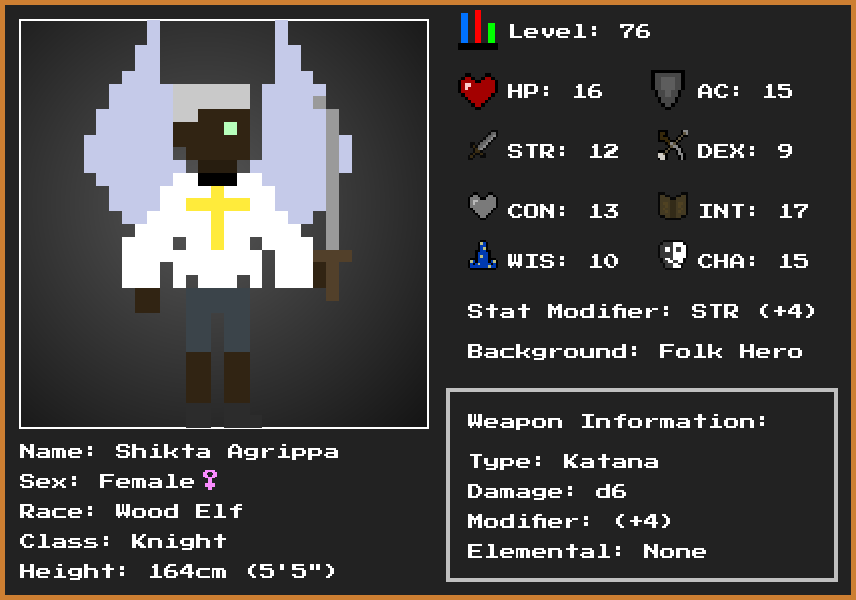 Level: 76
HP: 16
AC: 15
STR: 12
DEX: 9
CON: 13
INT: 17
WIS: 10
CHA: 15
Stat Modifier: STR (+4)
Background: Folk Hero
Weapon Information:
Type: Katana
Damage: d6
Modifier: (+4)
Elemental: None
Name: Shikta Agrippa
Sex: Female♀
Race: Wood Elf
Class: Knight
Height: 164cm (5'5")